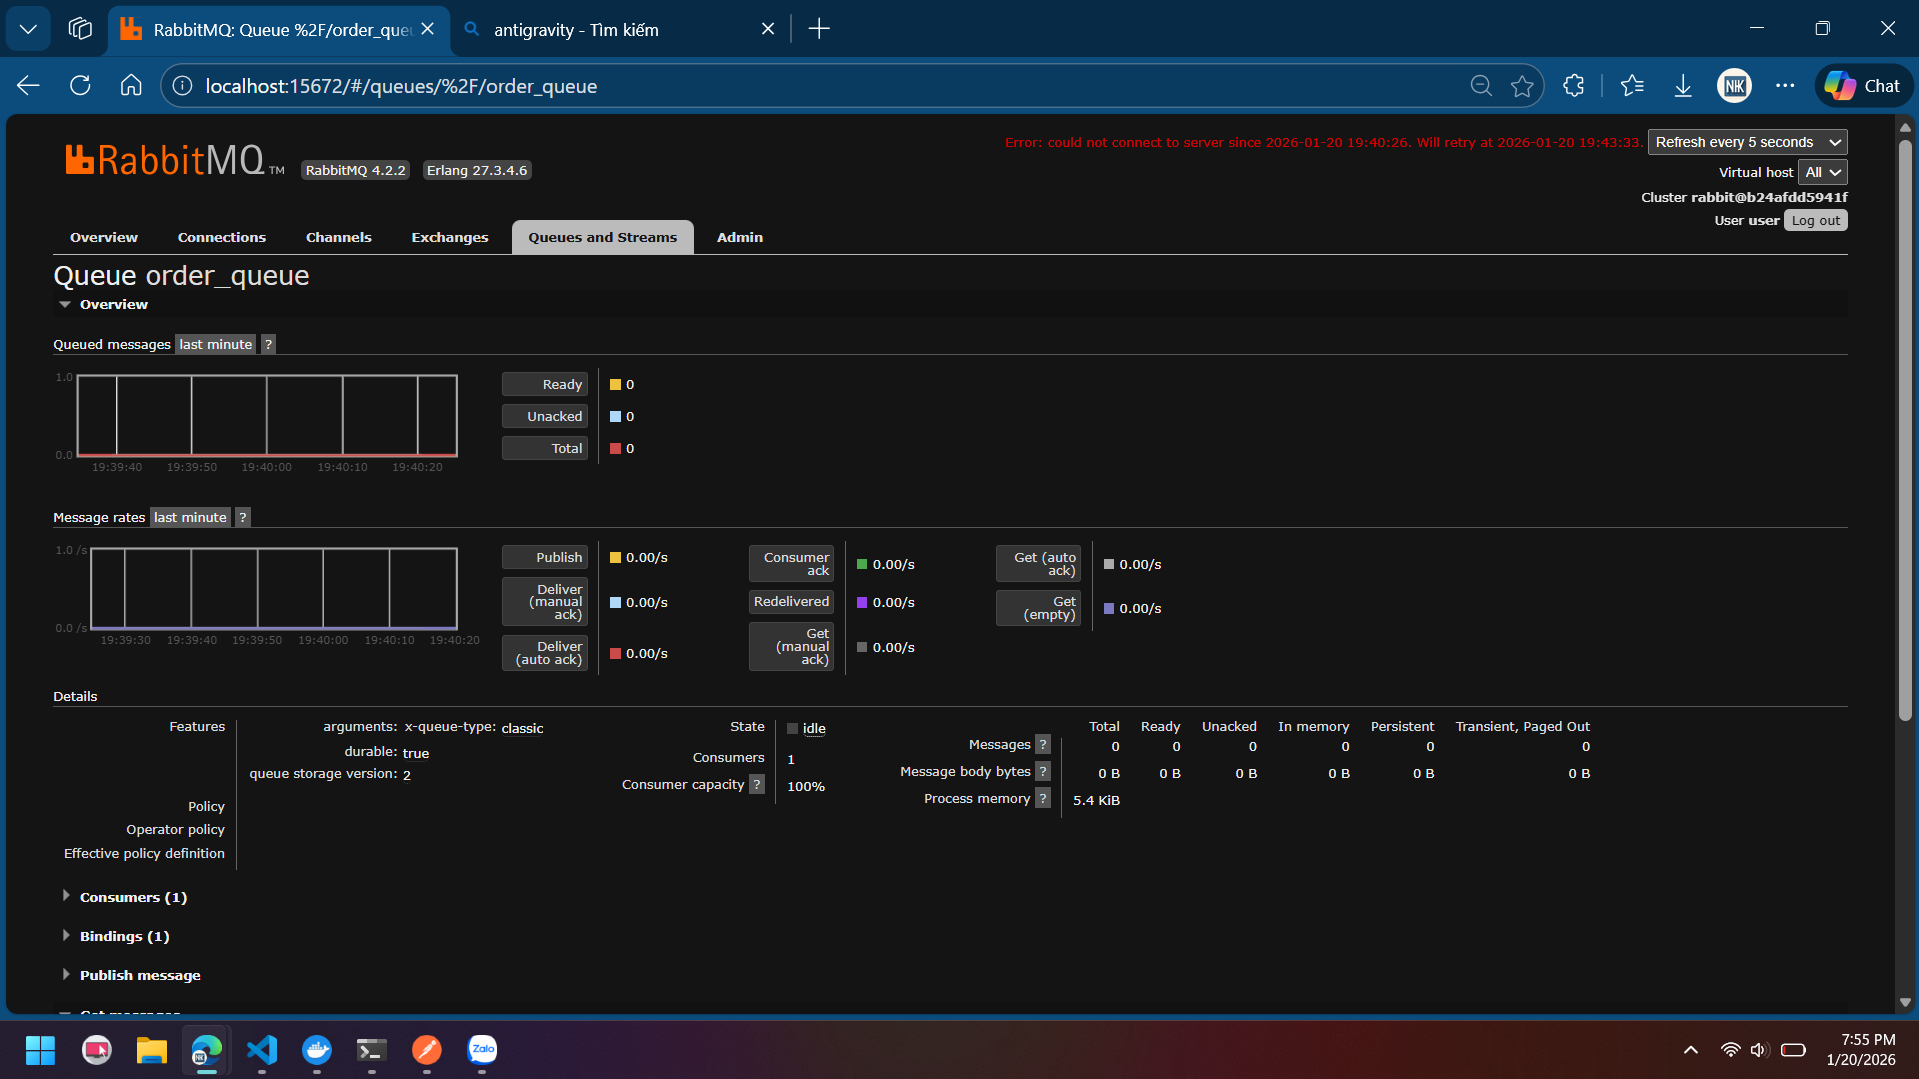 RabbitMQ: Queue %2F/order_que
antigravity - Tìm kiếm
localhost:15672/#/queues/%2F/order_queue
NK
Chat
RabbitMQ TM
RabbitMQ 4.2.2
Erlang 27.3.4.6
Error: could not connect to server since 2026-01-20 19:40:26. Will retry at 2026-01-20 19:43:33.
Refresh every 5 seconds
Virtual host All
Cluster rabbit@b24afdd5941f
User user Log out
Overview Connections Channels Exchanges Queues and Streams Admin
Queue order_queue
Overview
Queued messages last minute ?
1.0
0.0
19:39:40 19:39:50 19:40:00 19:40:10 19:40:20
Ready 0
Unacked 0
Total 0
Message rates last minute ?
1.0 /s
0.0 /s
19:39:30 19:39:40 19:39:50 19:40:00 19:40:10 19:40:20
Publish 0.00/s
Deliver (manual ack) 0.00/s
Deliver (auto ack) 0.00/s
Consumer ack 0.00/s
Redelivered 0.00/s
Get (manual ack) 0.00/s
Get (auto ack) 0.00/s
Get (empty) 0.00/s
Details
Features
arguments: x-queue-type: classic
durable: true
queue storage version: 2
Policy
Operator policy
Effective policy definition
State idle
Consumers 1
Consumer capacity ? 100%
Total Ready Unacked In memory Persistent Transient, Paged Out
Messages ? 0 0 0 0 0 0
Message body bytes ? 0 B 0 B 0 B 0 B 0 B 0 B
Process memory ? 5.4 KiB
Consumers (1)
Bindings (1)
Publish message
Get messages
NK
Zalo
7:55 PM
1/20/2026